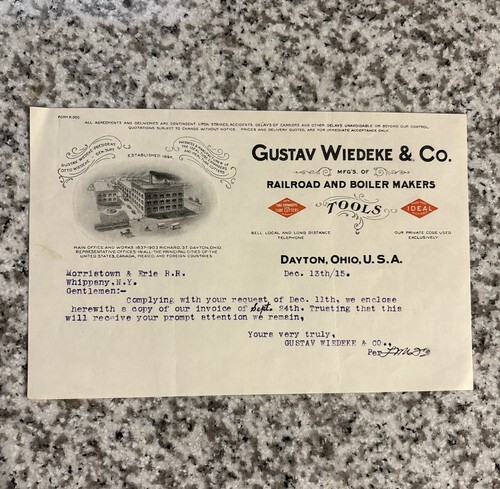 ALL AGREEMENTS AND DELIVERIES ARE CONTINGENT UPON STRIKES, ACCIDENTS, DELAYS OF CARRIERS AND OTHER DELAYS UNAVOIDABLE OR BEYOND OUR CONTROL.
QUOTATIONS SUBJECT TO CHANGE WITHOUT NOTICE. PRICES AND DELIVERY QUOTED, ARE FOR IMMEDIATE ACCEPTANCE ONLY.
GUSTAV WIEDEKE, PRESIDENT
OTTO WIEDEKE
ESTABLISHED 1894.
GUSTAV WIEDEKE & CO.
MFG'S. OF
RAILROAD AND BOILER MAKERS
TOOLS
IDEAL
BELL LOCAL AND LONG DISTANCE
TELEPHONE
OUR PRIVATE CODE USED
EXCLUSIVELY.
MAIN OFFICE AND WORKS 1837-1903 RICHARD, ST. DAYTON, OHIO.
REPRESENTATIVE OFFICES IN ALL THE PRINCIPAL CITIES OF THE
UNITED STATES, CANADA, MEXICO, AND FOREIGN COUNTRIES.
DAYTON, OHIO, U.S.A.
Morristown & Erie R.R.
Dec. 13th/15.
Whippany.N.Y.
Gentlemen:-
Complying with your request of Dec. 11th, we enclose
herewith a copy of our invoice of Sept. 24th. Trusting that this
will receive your prompt attention we remain,
Yours very truly,
GUSTAV WIEDEKE & CO.,
Per